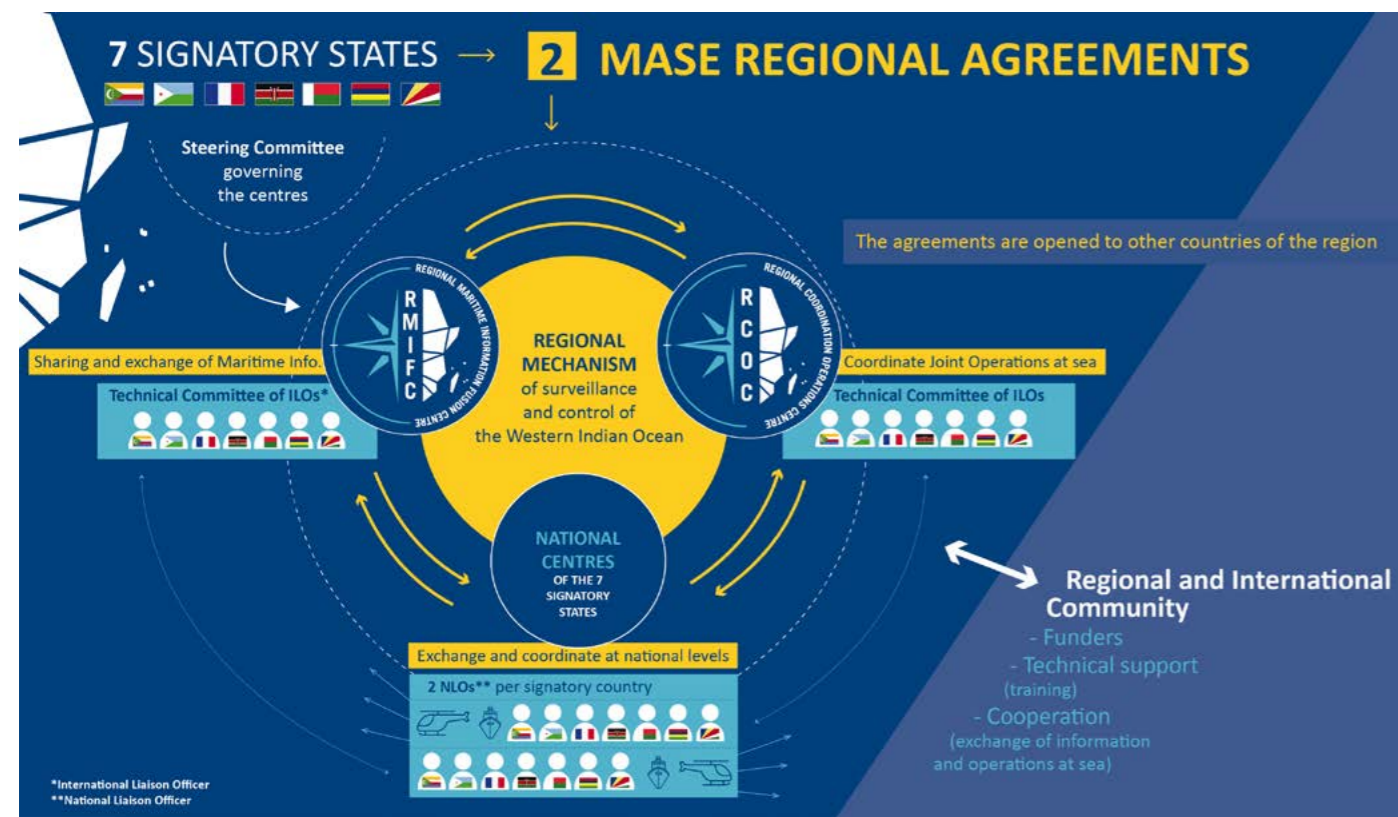 7 SIGNATORY STATES → 2 MASE REGIONAL AGREEMENTS
Steering Committee
governing
the centres
The agreements are opened to other countries of the region
REGIONAL MARITIME INFORMATION FUSION CENTRE
RMIFC
REGIONAL
MECHANISM
of surveillance
and control of
the Western Indian Ocean
REGIONAL COORDINATION OPERATIONS CENTRE
RCOC
Sharing and exchange of Maritime Info.
Technical Committee of ILOs*
Coordinate Joint Operations at sea
Technical Committee of ILOs
NATIONAL
CENTRES
OF THE 7
SIGNATORY
STATES
Exchange and coordinate at national levels
2 NLOs** per signatory country
Regional and International
Community
- Funders
- Technical support
(training)
- Cooperation
(exchange of information
and operations at sea)
*International Liaison Officer
**National Liaison Officer